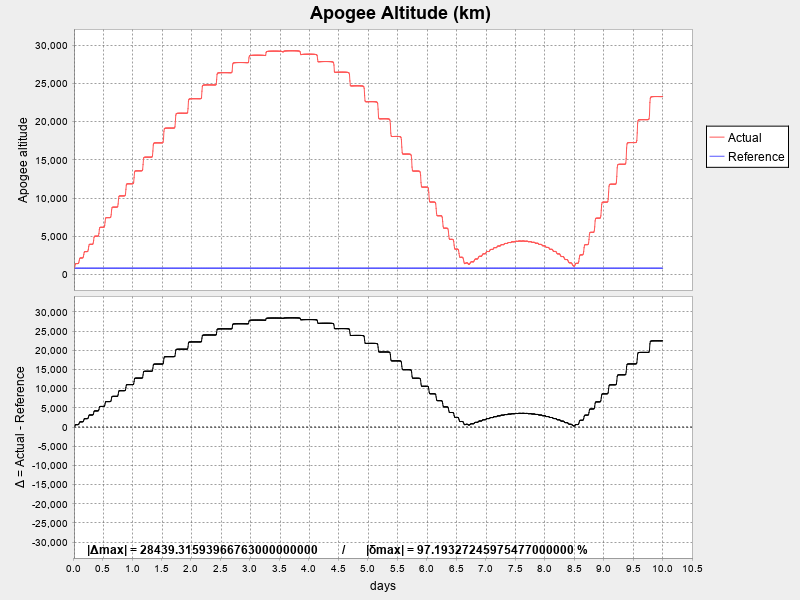 Apogee Altitude (km)
Apogee altitude
30,000
25,000
20,000
15,000
10,000
5,000
0
Actual
Reference
Δ = Actual - Reference
30,000
25,000
20,000
15,000
10,000
5,000
0
-5,000
-10,000
-15,000
-20,000
-25,000
-30,000
|Δmax| = 28439.31593966763000000000 / |δmax| = 97.19327245975477000000 %
0.0 0.5 1.0 1.5 2.0 2.5 3.0 3.5 4.0 4.5 5.0 5.5 6.0 6.5 7.0 7.5 8.0 8.5 9.0 9.5 10.0 10.5
days